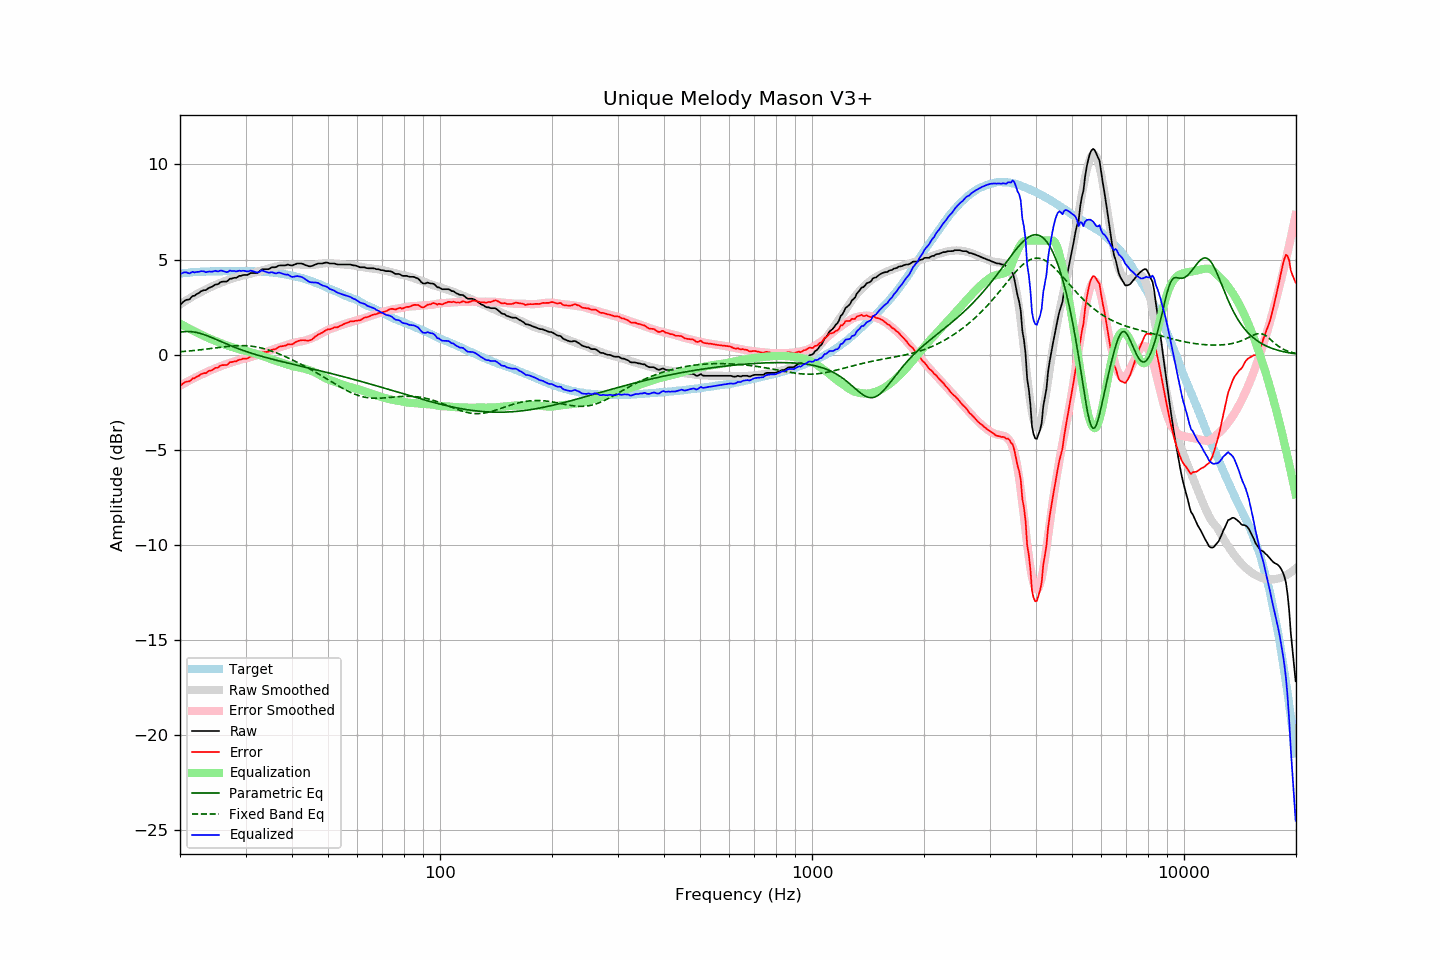 Unique Melody Mason V3+
10
5
0
−5
−10
−15
−20
−25
Amplitude (dBr)
Target
Raw Smoothed
Error Smoothed
Raw
Error
Equalization
Parametric Eq
Fixed Band Eq
Equalized
100
1000
10000
Frequency (Hz)